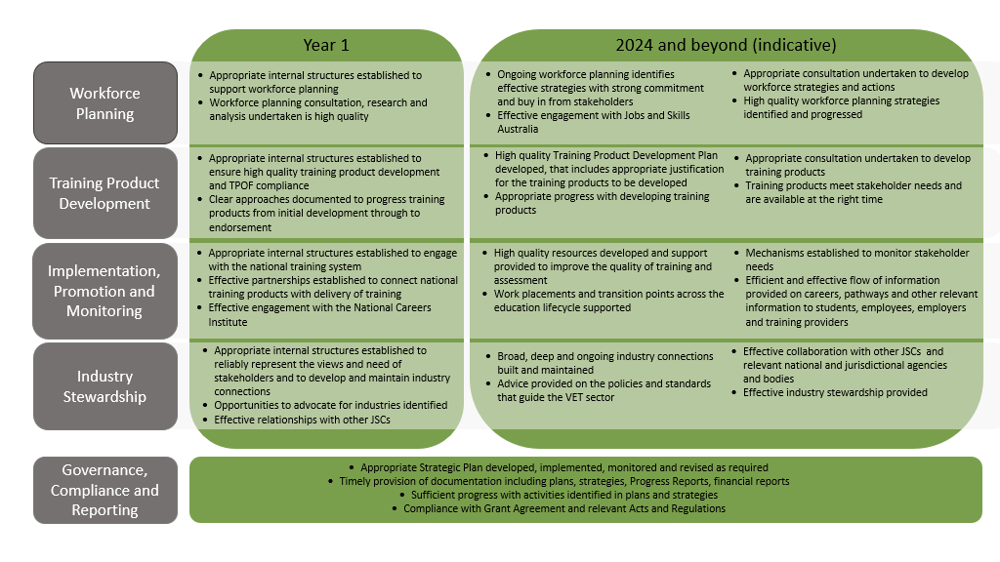 Year 1
2024 and beyond (indicative)
Workforce
Planning
• Appropriate internal structures established to
support workforce planning
• Workforce planning consultation, research and
analysis undertaken is high quality
• Ongoing workforce planning identifies
effective strategies with strong commitment
and buy in from stakeholders
• Effective engagement with Jobs and Skills
Australia
• Appropriate consultation undertaken to develop
workforce strategies and actions
• High quality workforce planning strategies
identified and progressed
Training Product
Development
• Appropriate internal structures established to
ensure high quality training product development
and TPOF compliance
• Clear approaches documented to progress training
products from initial development through to
endorsement
• High quality Training Product Development Plan
developed, that includes appropriate justification
for the training products to be developed
• Appropriate progress with developing training
products
• Appropriate consultation undertaken to develop
training products
• Training products meet stakeholder needs and
are available at the right time
Implementation,
Promotion and
Monitoring
• Appropriate internal structures established to engage
with the national training system
• Effective partnerships established to connect national
training products with delivery of training
• Effective engagement with the National Careers
Institute
• High quality resources developed and support
provided to improve the quality of training and
assessment
• Work placements and transition points across the
education lifecycle supported
• Mechanisms established to monitor stakeholder
needs
• Efficient and effective flow of information
provided on careers, pathways and other relevant
information to students, employees, employers
and training providers
Industry
Stewardship
• Appropriate internal structures established to
reliably represent the views and need of
stakeholders and to develop and maintain industry
connections
• Opportunities to advocate for industries identified
• Effective relationships with other JSCs
• Broad, deep and ongoing industry connections
built and maintained
• Advice provided on the policies and standards
that guide the VET sector
• Effective collaboration with other JSCs and
relevant national and jurisdictional agencies
and bodies
• Effective industry stewardship provided
Governance,
Compliance and
Reporting
• Appropriate Strategic Plan developed, implemented, monitored and revised as required
• Timely provision of documentation including plans, strategies, Progress Reports, financial reports
• Sufficient progress with activities identified in plans and strategies
• Compliance with Grant Agreement and relevant Acts and Regulations